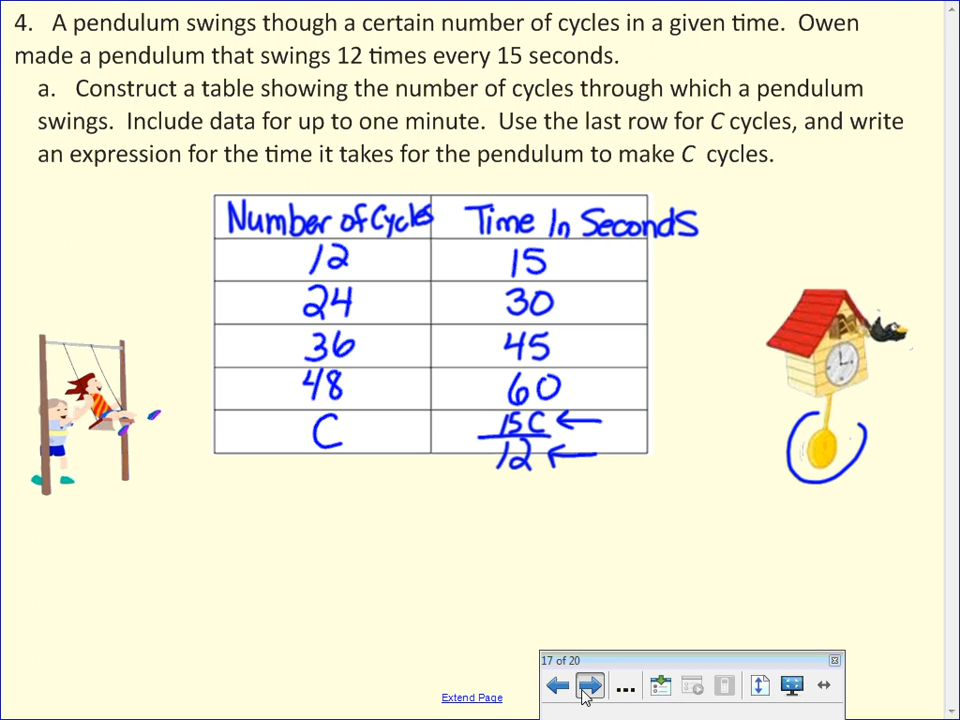 4. A pendulum swings though a certain number of cycles in a given time. Owen
made a pendulum that swings 12 times every 15 seconds.
a. Construct a table showing the number of cycles through which a pendulum
swings. Include data for up to one minute. Use the last row for C cycles, and write
an expression for the time it takes for the pendulum to make C cycles.
Number of Cycles Time In Seconds
12 15
24 30
36 45
48 60
C 15C
12
17 of 20
Extend Page